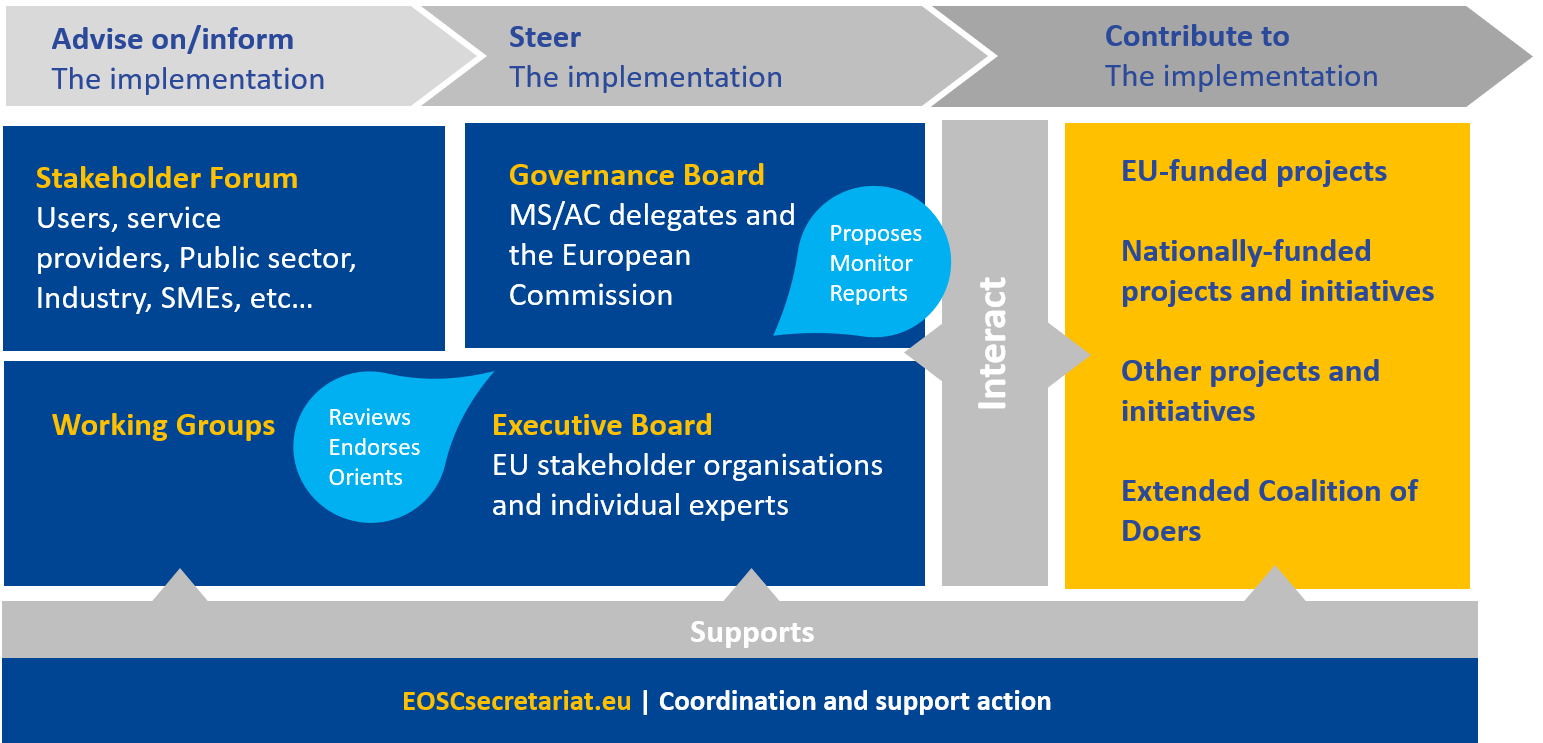 Advise on/inform
The implementation
Steer
The implementation
Contribute to
The implementation
Stakeholder Forum
Users, service
providers, Public sector,
Industry, SMEs, etc…
Governance Board
MS/AC delegates and
the European
Commission
Proposes
Monitor
Reports
Working Groups
Reviews
Endorses
Orients
Executive Board
EU stakeholder organisations
and individual experts
Interact
EU-funded projects
Nationally-funded
projects and initiatives
Other projects and
initiatives
Extended Coalition of
Doers
Supports
EOSCsecretariat.eu | Coordination and support action